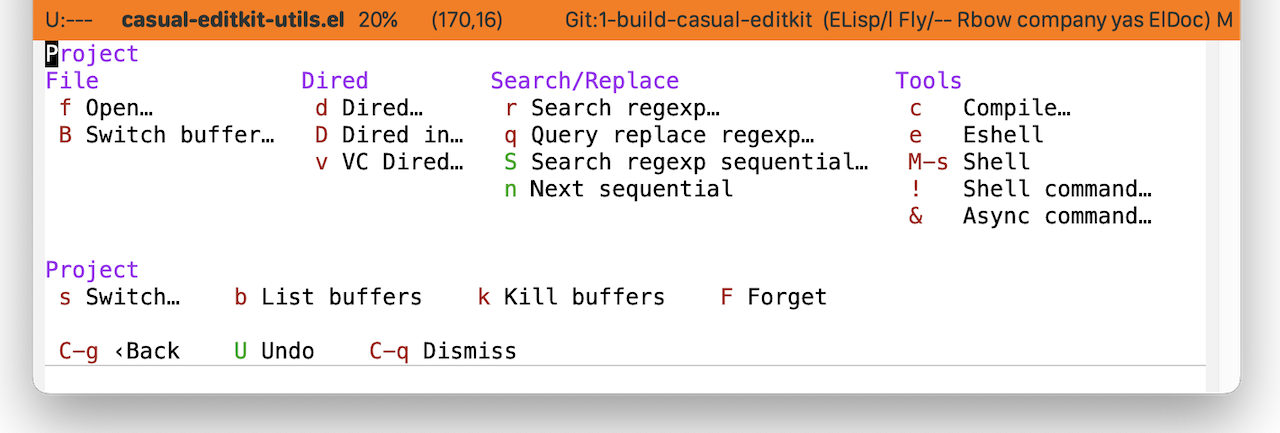 U:--- casual-editkit-utils.el 20% (170,16) Git:1-build-casual-editkit (ELisp/l Fly/-- Rbow company yas ElDoc) M
Project
File Dired Search/Replace Tools
f Open… d Dired… r Search regexp… c Compile…
B Switch buffer… D Dired in… q Query replace regexp… e Eshell
v VC Dired… S Search regexp sequential… M-s Shell
n Next sequential ! Shell command…
& Async command…
Project
s Switch… b List buffers k Kill buffers F Forget
C-g ‹Back U Undo C-q Dismiss